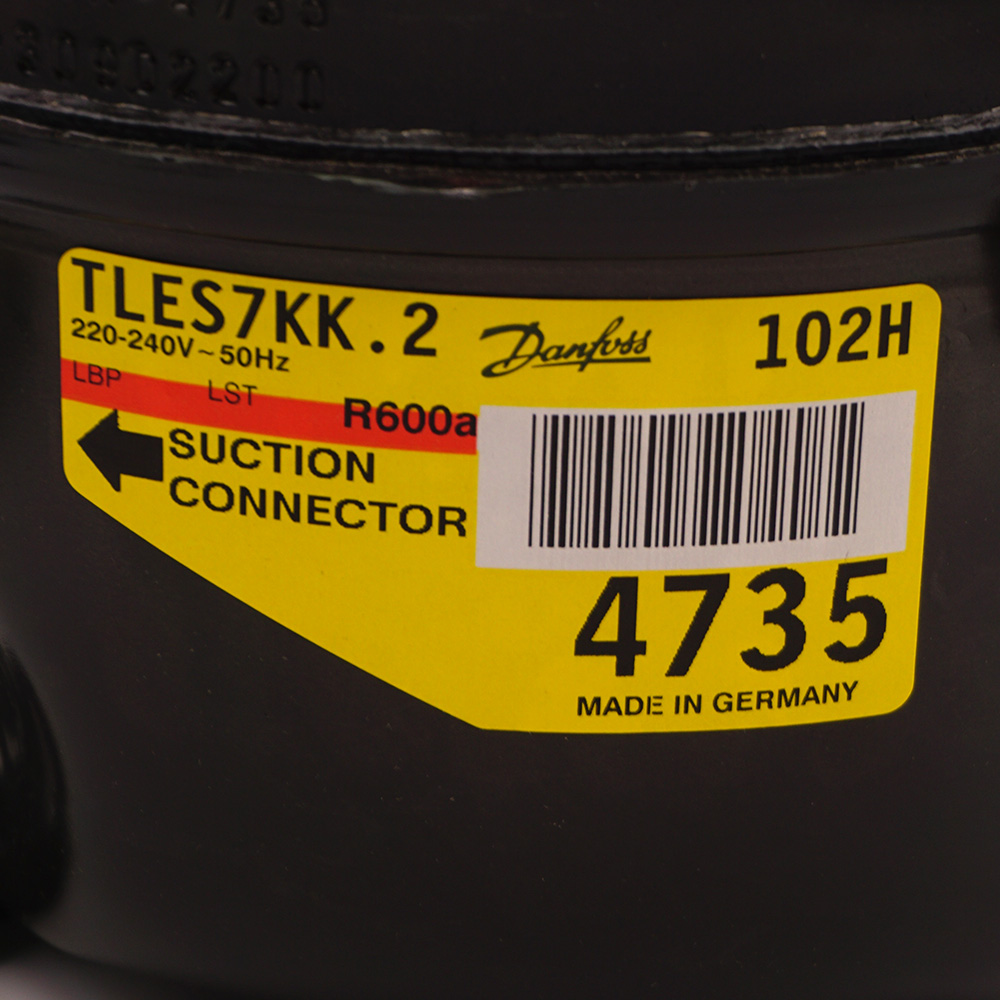 TLES7KK.2 Danfoss 102H
220-240V~50Hz
LBP LST R600a
SUCTION
CONNECTOR
4735
MADE IN GERMANY